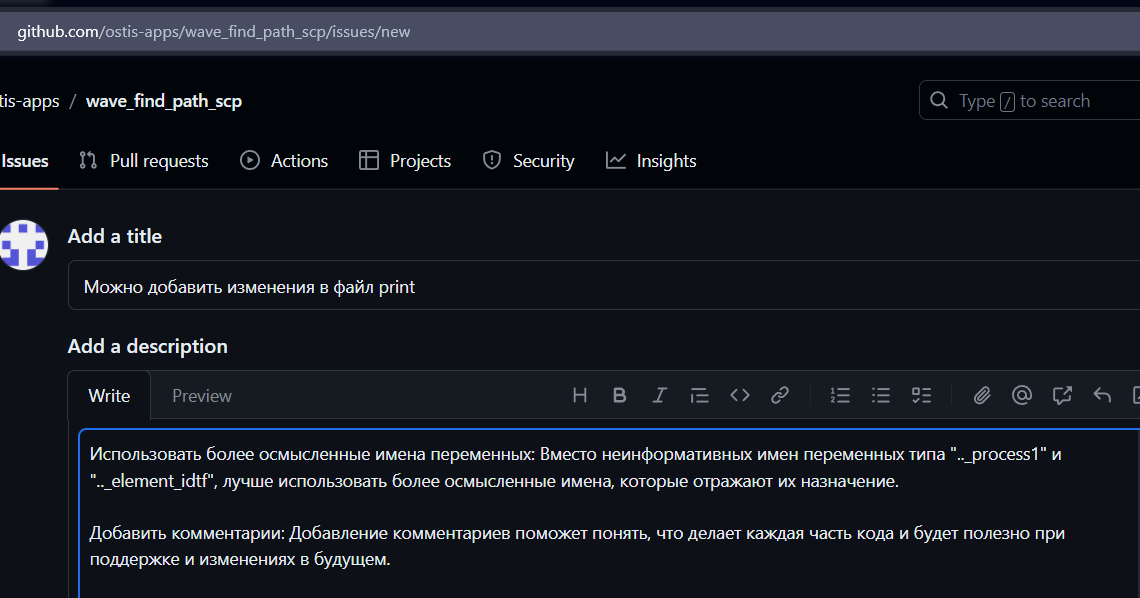 github.com/ostis-apps/wave_find_path_scp/issues/new
tis-apps / wave_find_path_scp
Type / to search
Issues Pull requests Actions Projects Security Insights
Add a title
Можно добавить изменения в файл print
Add a description
Write Preview
Использовать более осмысленные имена переменных: Вместо неинформативных имен переменных типа ".._process1" и
".._element_idtf", лучше использовать более осмысленные имена, которые отражают их назначение.
Добавить комментарии: Добавление комментариев поможет понять, что делает каждая часть кода и будет полезно при
поддержке и изменениях в будущем.